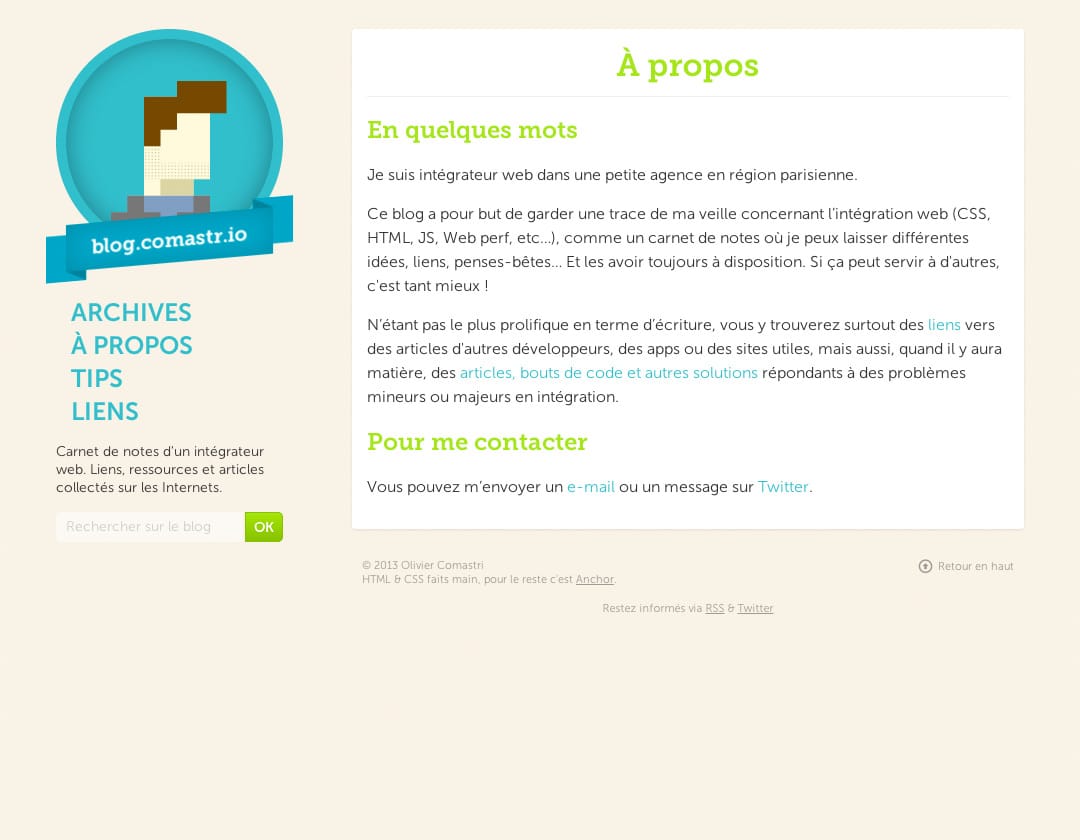 blog.comastr.io
ARCHIVES
À PROPOS
TIPS
LIENS
Carnet de notes d'un intégrateur
web. Liens, ressources et articles
collectés sur les Internets.
Rechercher sur le blog
OK
À propos
En quelques mots
Je suis intégrateur web dans une petite agence en région parisienne.
Ce blog a pour but de garder une trace de ma veille concernant l’intégration web (CSS,
HTML, JS, Web perf, etc…), comme un carnet de notes où je peux laisser différentes
idées, liens, penses-bêtes… Et les avoir toujours à disposition. Si ça peut servir à d'autres,
c'est tant mieux !
N’étant pas le plus prolifique en terme d’écriture, vous y trouverez surtout des liens vers
des articles d'autres développeurs, des apps ou des sites utiles, mais aussi, quand il y aura
matière, des articles, bouts de code et autres solutions répondants à des problèmes
mineurs ou majeurs en intégration.
Pour me contacter
Vous pouvez m’envoyer un e-mail ou un message sur Twitter.
© 2013 Olivier Comastri
HTML & CSS faits main, pour le reste c'est Anchor.
Retour en haut
Restez informés via RSS & Twitter